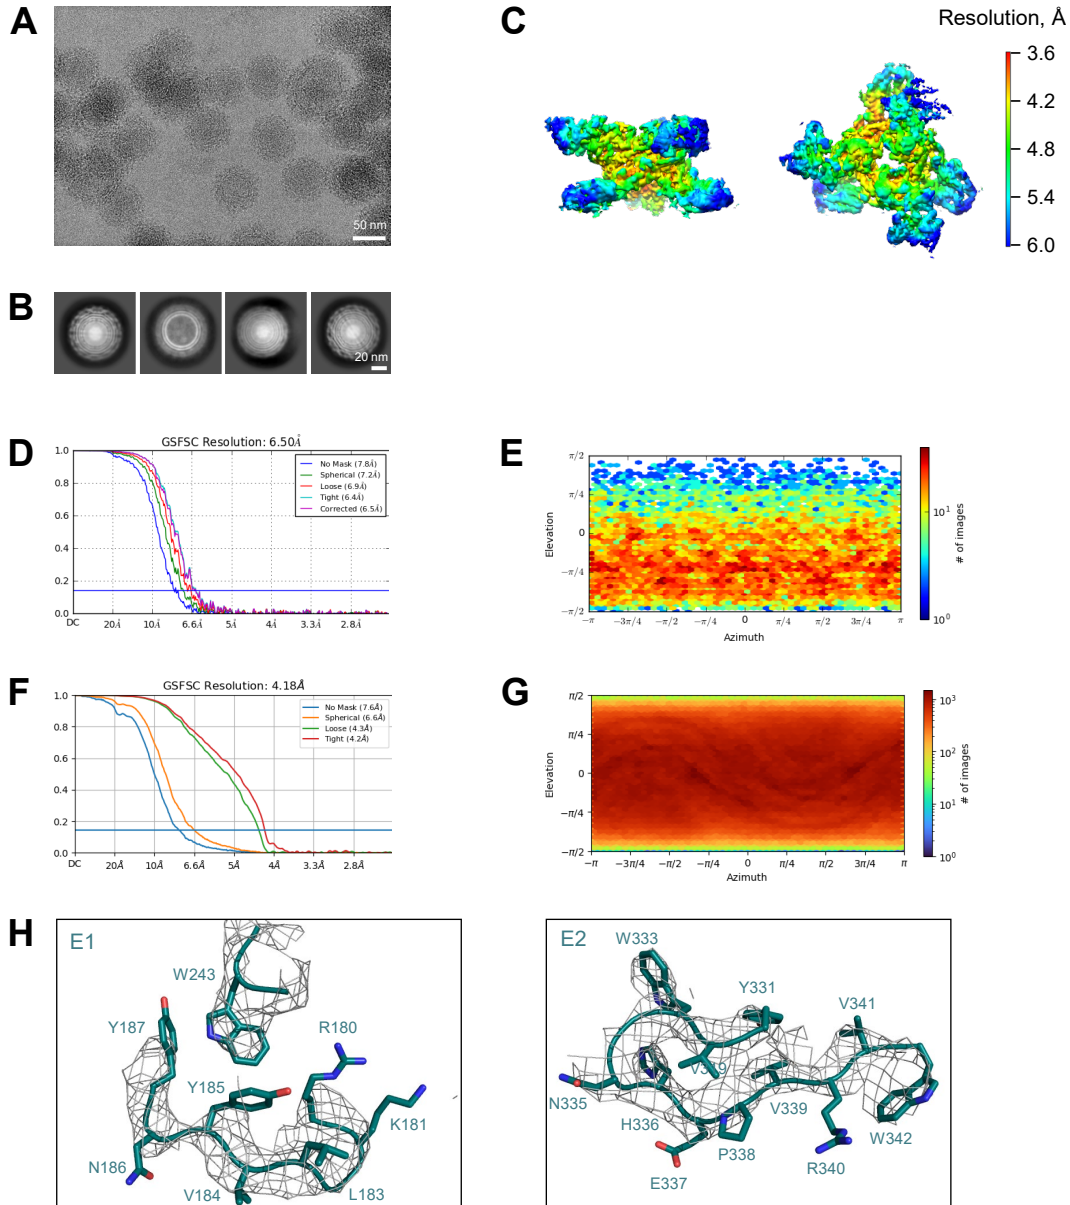 A
50 nm
C
Resolution, Å
3.6
4.2
4.8
5.4
6.0
B
20 nm
D
GSFSC Resolution: 6.50Å
1.0
0.8
0.6
0.4
0.2
0.0
DC
20Å
10Å
6.6Å
5Å
4Å
3.3Å
2.8Å
No Mask (7.8Å)
Spherical (7.2Å)
Loose (6.9Å)
Tight (6.4Å)
Corrected (6.5Å)
E
π/2
π/4
0
−π/4
−π/2
Elevation
−π
−3π/4
−π/2
−π/4
0
π/4
π/2
3π/4
π
Azimuth
10¹
10⁰
# of images
F
GSFSC Resolution: 4.18Å
1.0
0.8
0.6
0.4
0.2
0.0
DC
20Å
10Å
6.6Å
5Å
4Å
3.3Å
2.8Å
No Mask (7.6Å)
Spherical (6.6Å)
Loose (4.3Å)
Tight (4.2Å)
G
π/2
π/4
0
−π/4
−π/2
Elevation
−π
−3π/4
−π/2
−π/4
0
π/4
π/2
3π/4
π
Azimuth
10³
10²
10¹
10⁰
# of images
H
E1
W243
Y187
R180
Y185
K181
N186
V184
L183
E2
W333
Y331
V341
N335
H336
V339
P338
W342
E337
R340